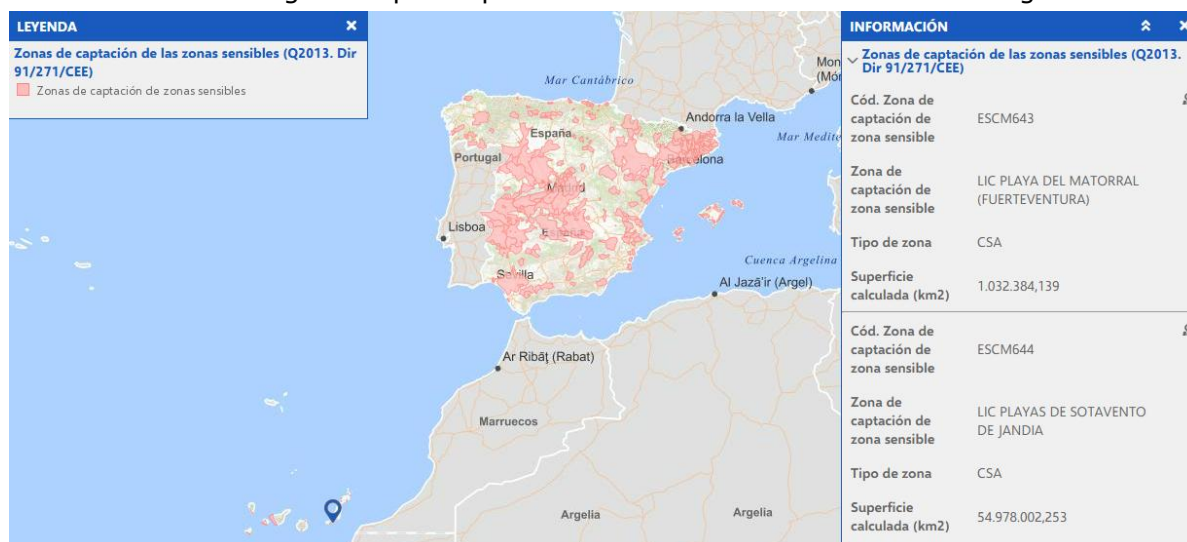 LEYENDA
Zonas de captación de las zonas sensibles (Q2013. Dir
91/271/CEE)
Zonas de captación de zonas sensibles
Mar Cantábrico
Andorra la Vella
España
Mar Medite
Portugal
Madrid
Lisboa
España
Cuenca Argelina
Sevilla
Al Jazā'ir (Argel)
Ar Ribāţ (Rabat)
Marruecos
Argelia
Argelia
INFORMACIÓN
Zonas de captación de las zonas sensibles (Q2013.
Dir 91/271/CEE)
Cód. Zona de
captación de
zona sensible
ESCM643
Zona de
captación de
zona sensible
LIC PLAYA DEL MATORRAL
(FUERTEVENTURA)
Tipo de zona
CSA
Superficie
calculada (km2)
1.032.384,139
Cód. Zona de
captación de
zona sensible
ESCM644
Zona de
captación de
zona sensible
LIC PLAYAS DE SOTAVENTO
DE JANDIA
Tipo de zona
CSA
Superficie
calculada (km2)
54.978.002,253